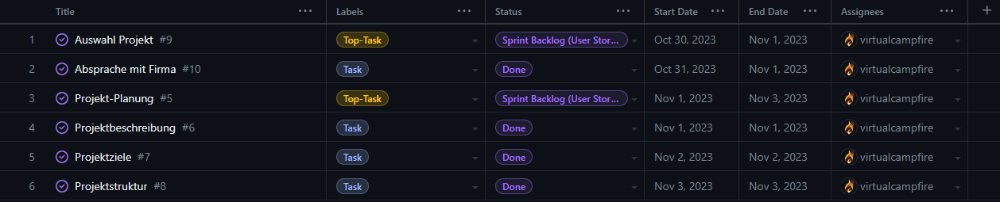 Title ... Labels ... Status ... Start Date ... End Date ... Assignees ... +
1 Auswahl Projekt #9 Top-Task Sprint Backlog (User Stor... Oct 30, 2023 Nov 1, 2023 virtualcampfire
2 Absprache mit Firma #10 Task Done Oct 31, 2023 Nov 1, 2023 virtualcampfire
3 Projekt-Planung #5 Top-Task Sprint Backlog (User Stor... Nov 1, 2023 Nov 3, 2023 virtualcampfire
4 Projektbeschreibung #6 Task Done Nov 1, 2023 Nov 1, 2023 virtualcampfire
5 Projektziele #7 Task Done Nov 2, 2023 Nov 2, 2023 virtualcampfire
6 Projektstruktur #8 Task Done Nov 3, 2023 Nov 3, 2023 virtualcampfire